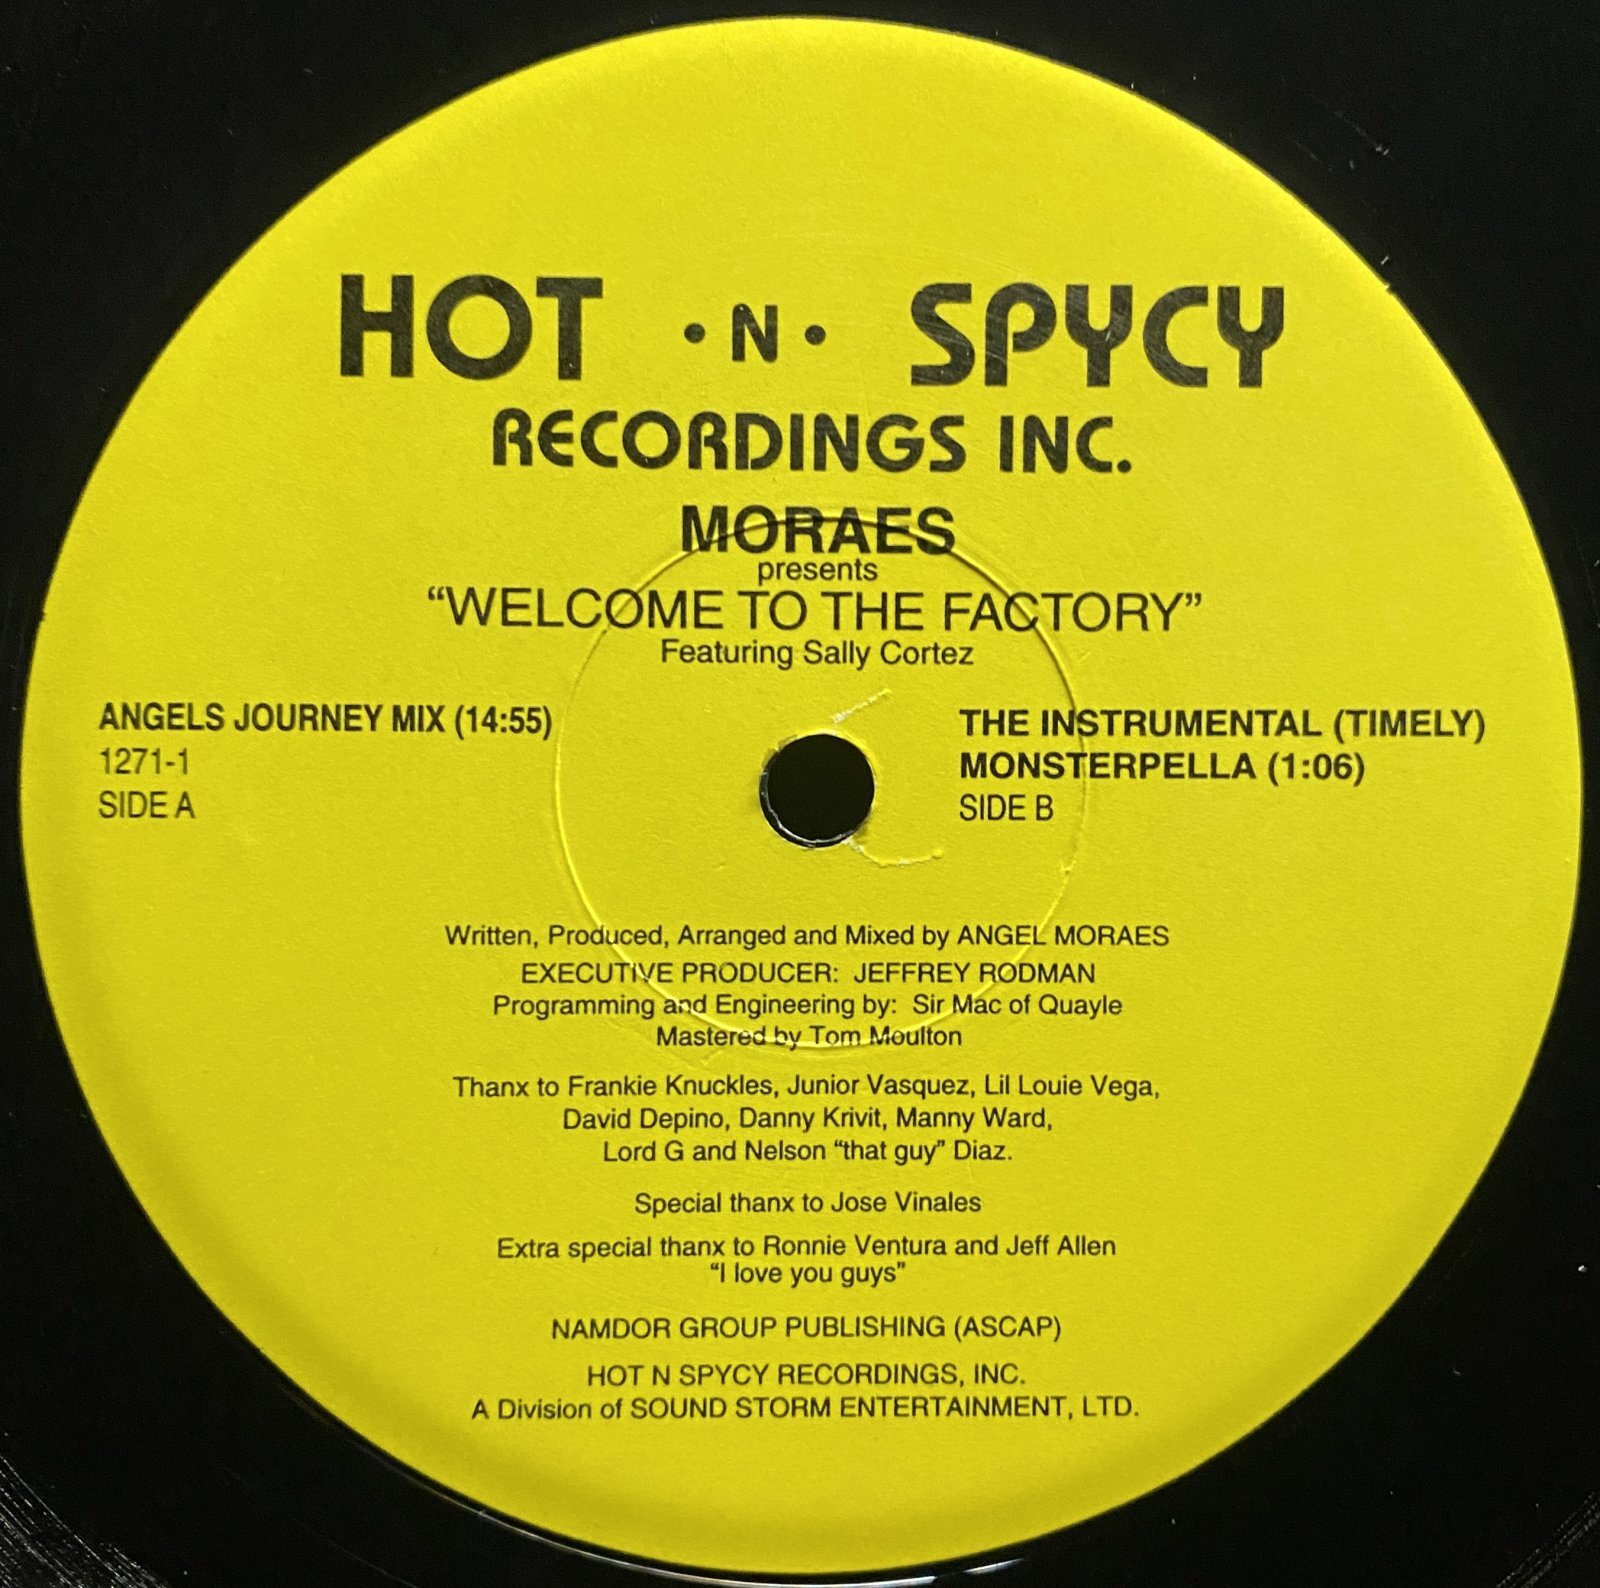 HOT • N • SPYCY
RECORDINGS INC.
MORAES
presents
“WELCOME TO THE FACTORY”
Featuring Sally Cortez
ANGELS JOURNEY MIX (14:55)
1271-1
SIDE A
THE INSTRUMENTAL (TIMELY)
MONSTERPELLA (1:06)
SIDE B
Written, Produced, Arranged and Mixed by ANGEL MORAES
EXECUTIVE PRODUCER: JEFFREY RODMAN
Programming and Engineering by: Sir Mac of Quayle
Mastered by Tom Moulton
Thanx to Frankie Knuckles, Junior Vasquez, Lil Louie Vega,
David Depino, Danny Krivit, Manny Ward,
Lord G and Nelson “that guy” Diaz.
Special thanx to Jose Vinales
Extra special thanx to Ronnie Ventura and Jeff Allen
“I love you guys”
NAMDOR GROUP PUBLISHING (ASCAP)
HOT N SPYCY RECORDINGS, INC.
A Division of SOUND STORM ENTERTAINMENT, LTD.